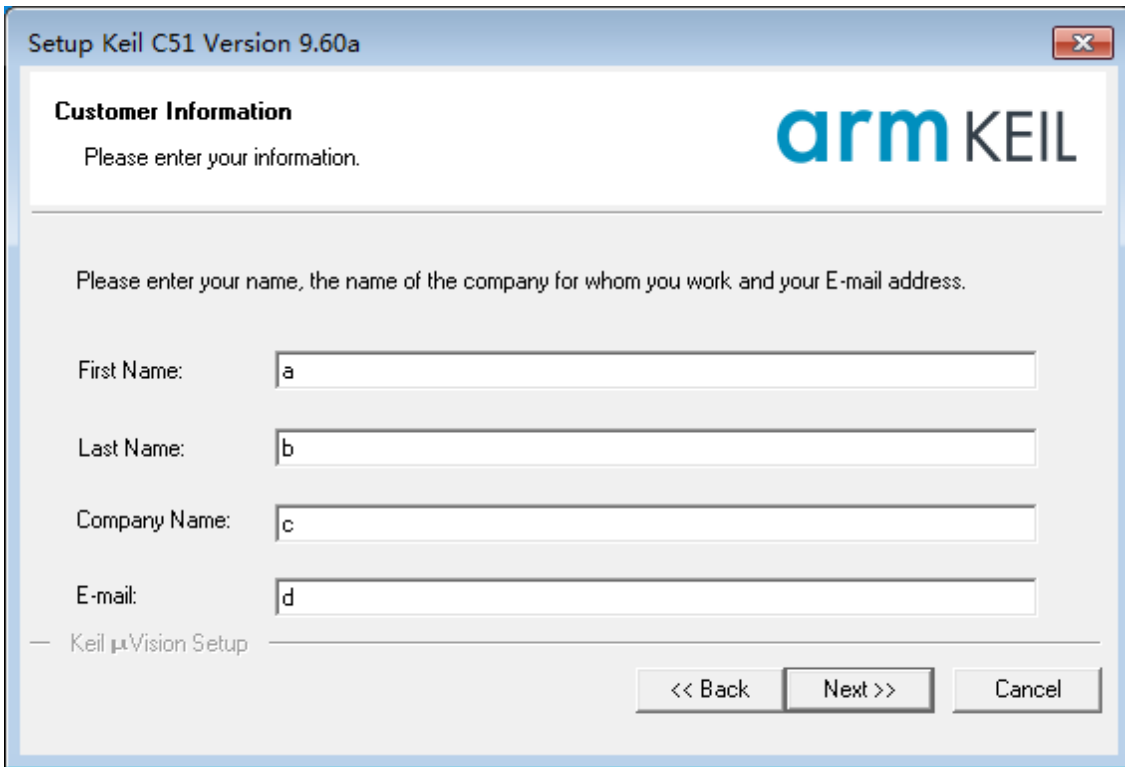 Setup Keil C51 Version 9.60a
Customer Information
Please enter your information.
arm KEIL
Please enter your name, the name of the company for whom you work and your E-mail address.
First Name: a
Last Name: b
Company Name: c
E-mail: d
Keil µVision Setup
<< Back Next >> Cancel